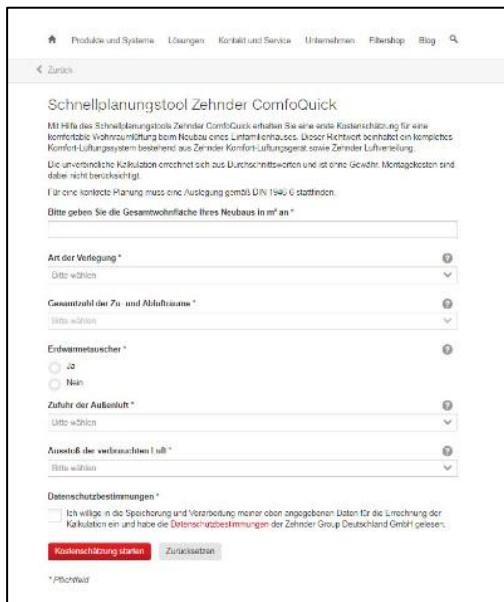 Produkte und Systeme Lösungen Kontakt und Service Unternehmen Filtershop Blog
Zurück
Schnellplanungstool Zehnder ComfoQuick
Mit Hilfe des Schnellplanungstools Zehnder ComfoQuick erhalten Sie eine erste Kostenschätzung für eine
komfortable Wohnraumlüftung beim Neubau eines Einfamilienhauses. Dieser Richtwert beinhaltet ein komplettes
Komfort-Lüftungssystem bestehend aus Zehnder Komfort-Lüftungsgerät sowie Zehnder Luftverteilung.
Die unverbindliche Kalkulation errechnet sich aus Durchschnittswerten und ist ohne Gewähr. Montagekosten sind
dabei nicht berücksichtigt.
Für eine konkrete Planung muss eine Auslegung gemäß DIN 1946-6 stattfinden.
Bitte geben Sie die Gesamtwohnfläche Ihres Neubaus in m² an *
Art der Verlegung * ?
Bitte wählen
Gesamtzahl der Zu- und Ablufträume * ?
Bitte wählen
Erdwärmetauscher * ?
Ja
Nein
Zufuhr der Außenluft * ?
Bitte wählen
Ausstoß der verbrauchten Luft * ?
Bitte wählen
Datenschutzbestimmungen *
Ich willige in die Speicherung und Verarbeitung meiner oben angegebenen Daten für die Errechnung der
Kalkulation ein und habe die Datenschutzbestimmungen der Zehnder Group Deutschland GmbH gelesen.
Kostenschätzung starten Zurücksetzen
* Pflichtfeld